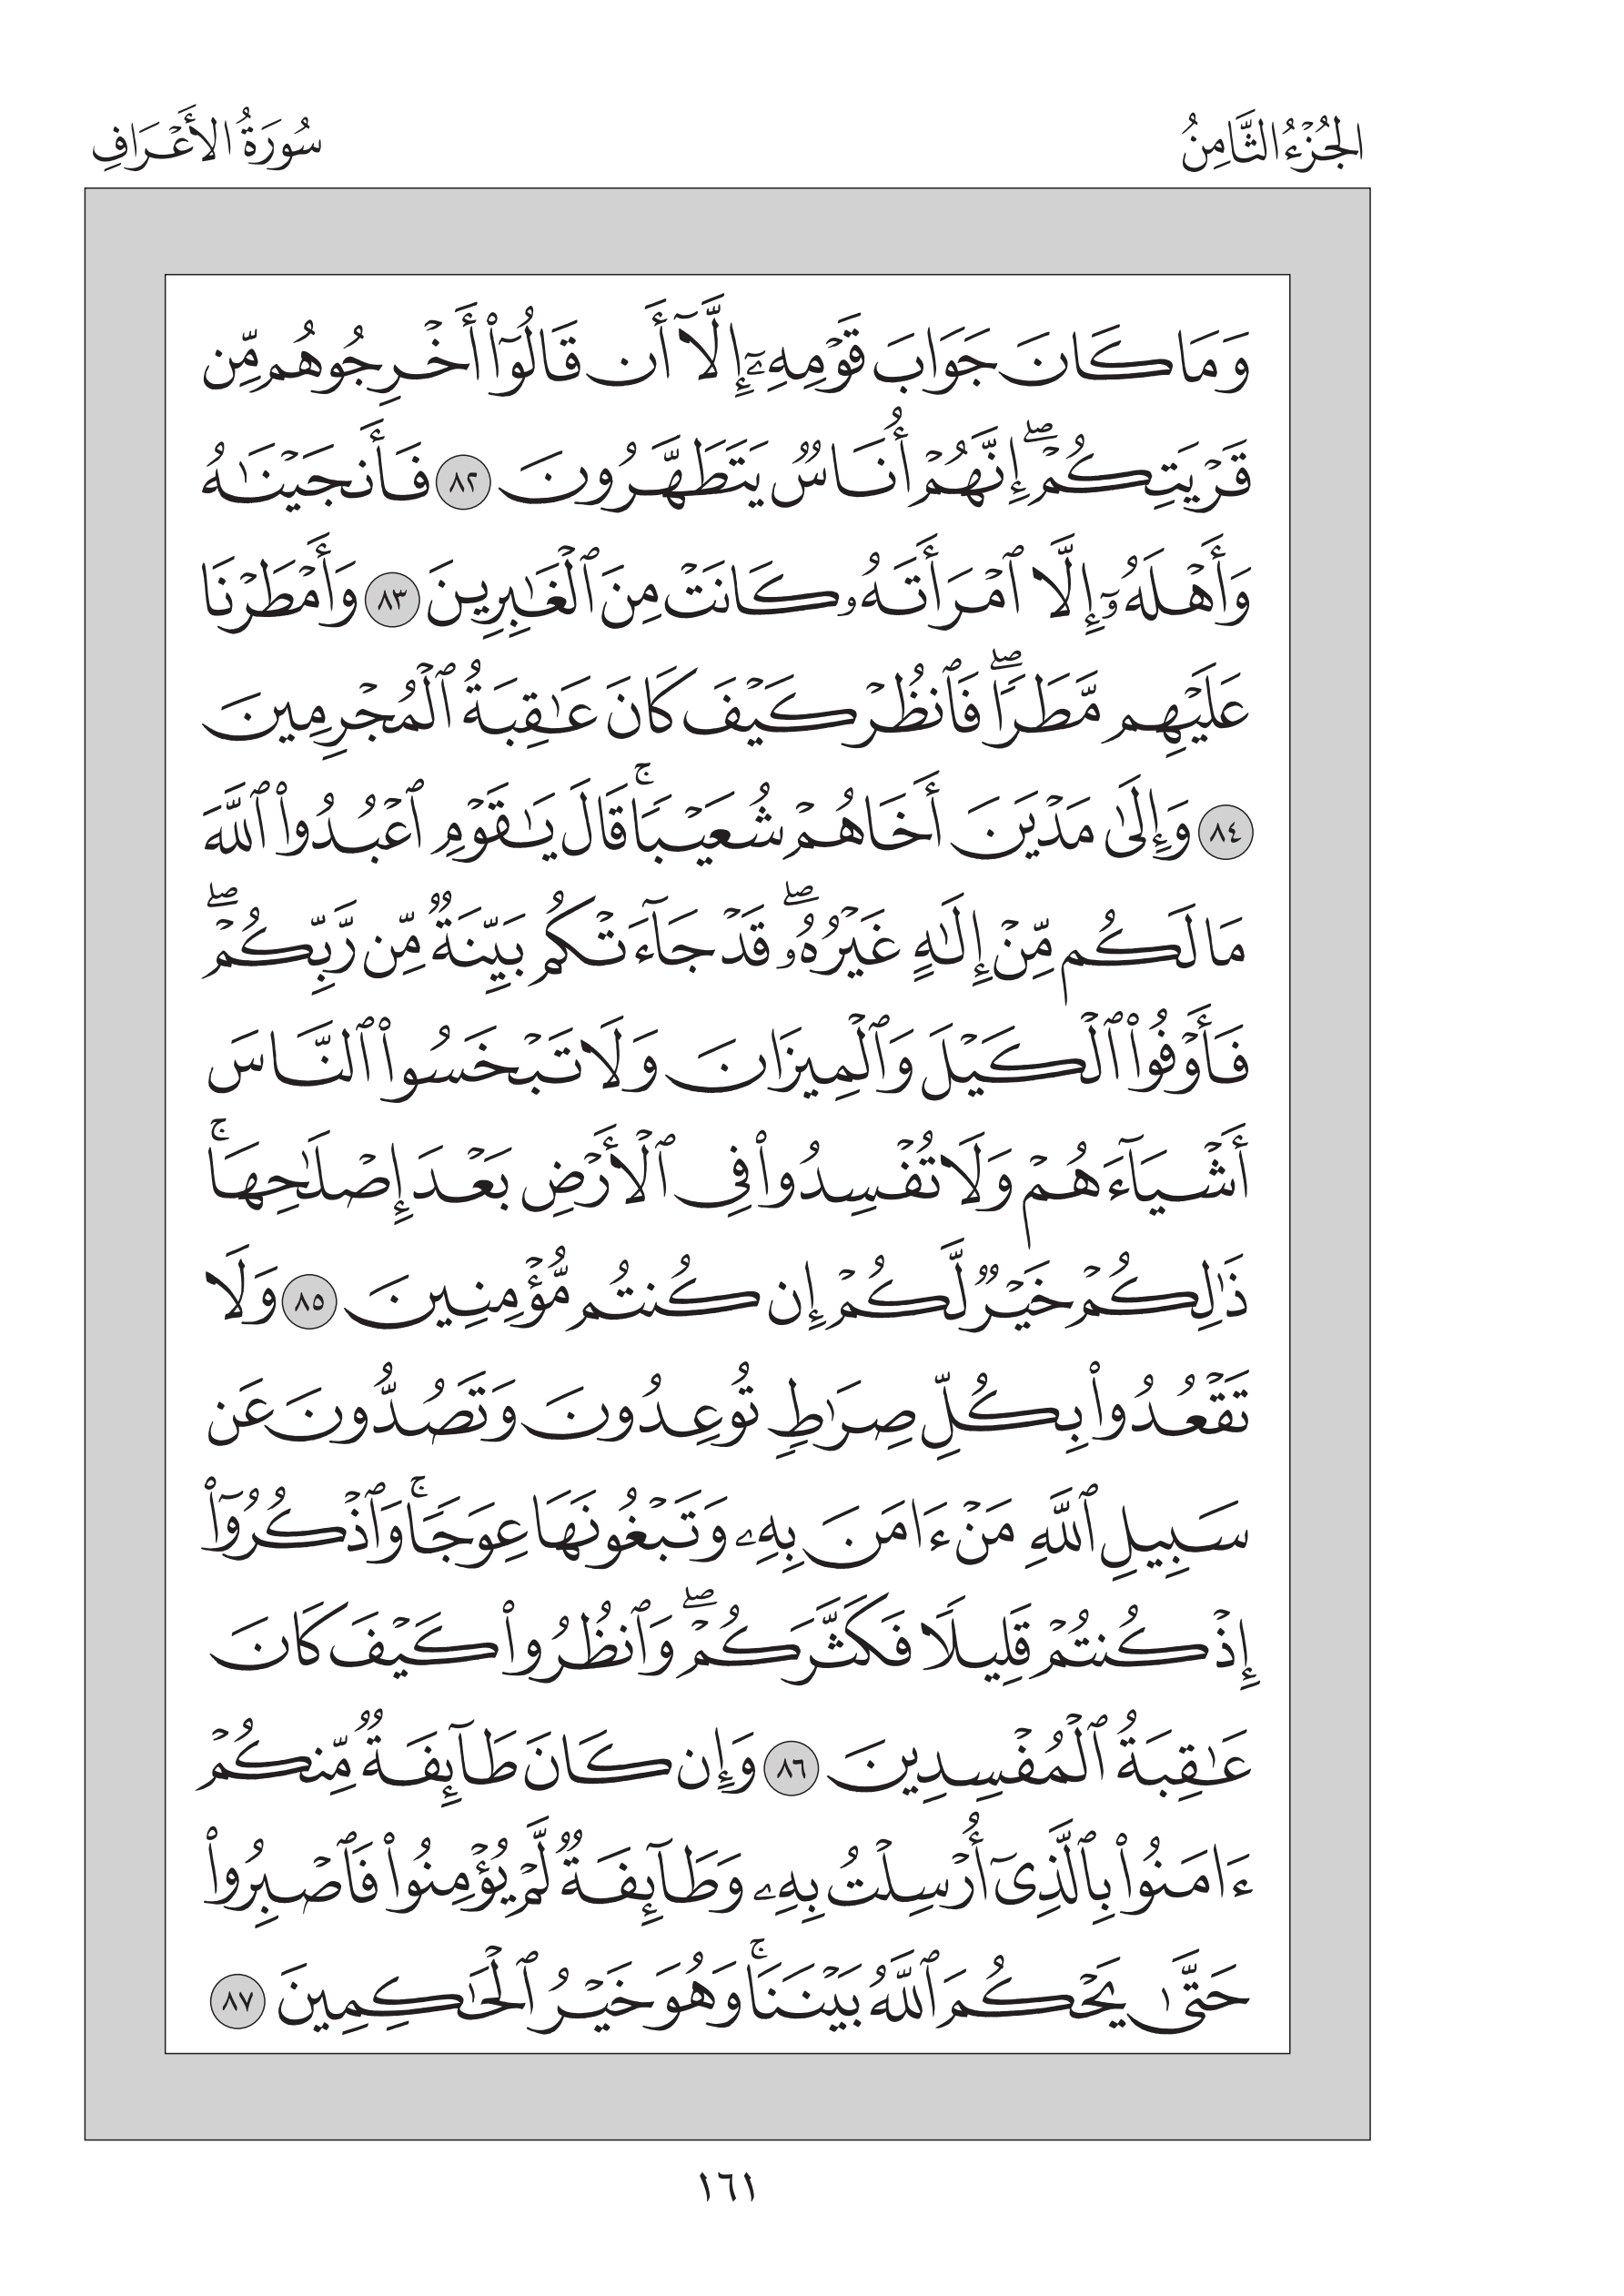 الجُزْءُ الثَّامِنُ
سُورَةُ الأَعْرَافِ
وَمَا كَانَ جَوَابَ قَوْمِهِۦٓ إِلَّآ أَن قَالُوٓا۟ أَخْرِجُوهُم مِّن
قَرْيَتِكُمْ ۖ إِنَّهُمْ أُنَاسٌ يَتَطَهَّرُونَ ٨٢ فَأَنجَيْنَٰهُ
وَأَهْلَهُۥٓ إِلَّا ٱمْرَأَتَهُۥ كَانَتْ مِنَ ٱلْغَٰبِرِينَ ٨٣ وَأَمْطَرْنَا
عَلَيْهِم مَّطَرًا ۖ فَٱنظُرْ كَيْفَ كَانَ عَٰقِبَةُ ٱلْمُجْرِمِينَ
٨٤ وَإِلَىٰ مَدْيَنَ أَخَاهُمْ شُعَيْبًا ۚ قَالَ يَٰقَوْمِ ٱعْبُدُوا۟ ٱللَّهَ
مَا لَكُم مِّنْ إِلَٰهٍ غَيْرُهُۥ ۖ قَدْ جَآءَتْكُم بَيِّنَةٌ مِّن رَّبِّكُمْ ۖ
فَأَوْفُوا۟ ٱلْكَيْلَ وَٱلْمِيزَانَ وَلَا تَبْخَسُوا۟ ٱلنَّاسَ
أَشْيَآءَهُمْ وَلَا تُفْسِدُوا۟ فِى ٱلْأَرْضِ بَعْدَ إِصْلَٰحِهَا ۚ
ذَٰلِكُمْ خَيْرٌ لَّكُمْ إِن كُنتُم مُّؤْمِنِينَ ٨٥ وَلَا
تَقْعُدُوا۟ بِكُلِّ صِرَٰطٍ تُوعِدُونَ وَتَصُدُّونَ عَن
سَبِيلِ ٱللَّهِ مَنْ ءَامَنَ بِهِۦ وَتَبْغُونَهَا عِوَجًا ۚ وَٱذْكُرُوٓا۟
إِذْ كُنتُمْ قَلِيلًا فَكَثَّرَكُمْ ۖ وَٱنظُرُوا۟ كَيْفَ كَانَ
عَٰقِبَةُ ٱلْمُفْسِدِينَ ٨٦ وَإِن كَانَ طَآئِفَةٌ مِّنكُمْ
ءَامَنُوا۟ بِٱلَّذِىٓ أُرْسِلْتُ بِهِۦ وَطَآئِفَةٌ لَّمْ يُؤْمِنُوا۟ فَٱصْبِرُوا۟
حَتَّىٰ يَحْكُمَ ٱللَّهُ بَيْنَنَا ۚ وَهُوَ خَيْرُ ٱلْحَٰكِمِينَ ٨٧
١٦١